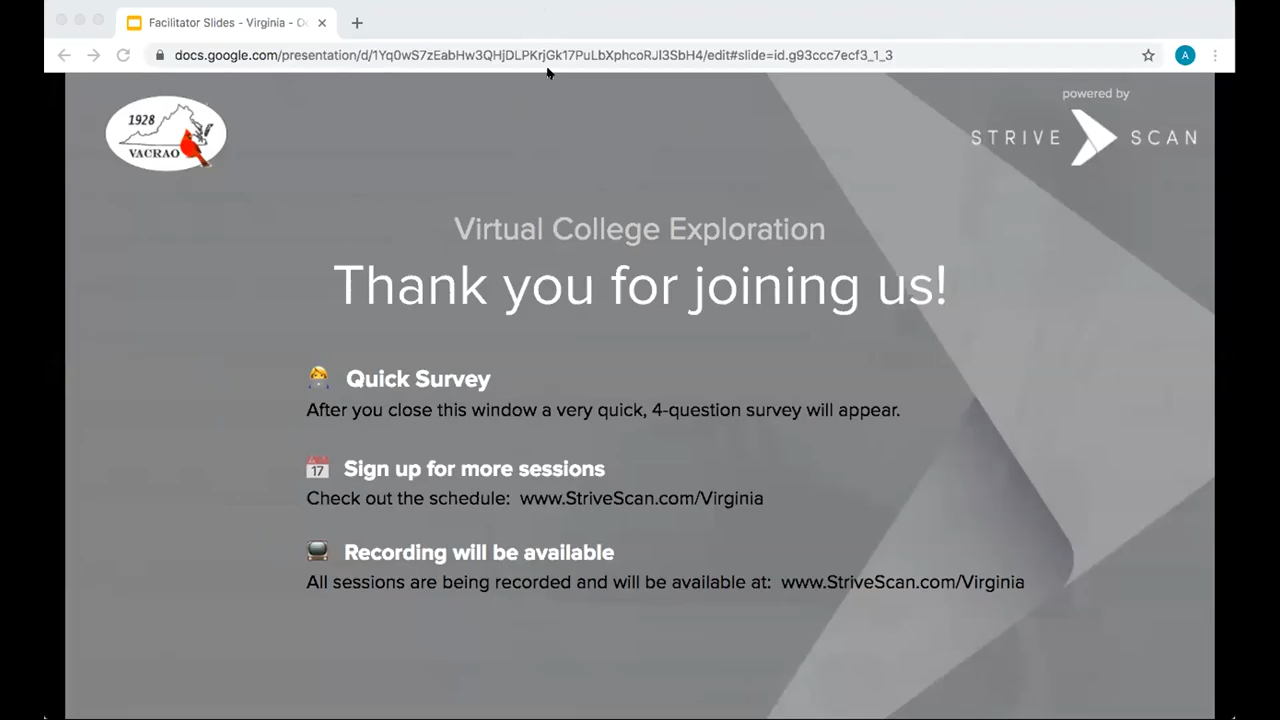 Facilitator Slides - Virginia - Oc
docs.google.com/presentation/d/1Yq0wS7zEabHw3QHjDLPKrjGk17PuLbXphcoRJI3SbH4/edit#slide=id.g93ccc7ecf3_1_3
A
1928
VACRAO
powered by
STRIVE SCAN
Virtual College Exploration
Thank you for joining us!
Quick Survey
After you close this window a very quick, 4-question survey will appear.
17 Sign up for more sessions
Check out the schedule: www.StriveScan.com/Virginia
Recording will be available
All sessions are being recorded and will be available at: www.StriveScan.com/Virginia